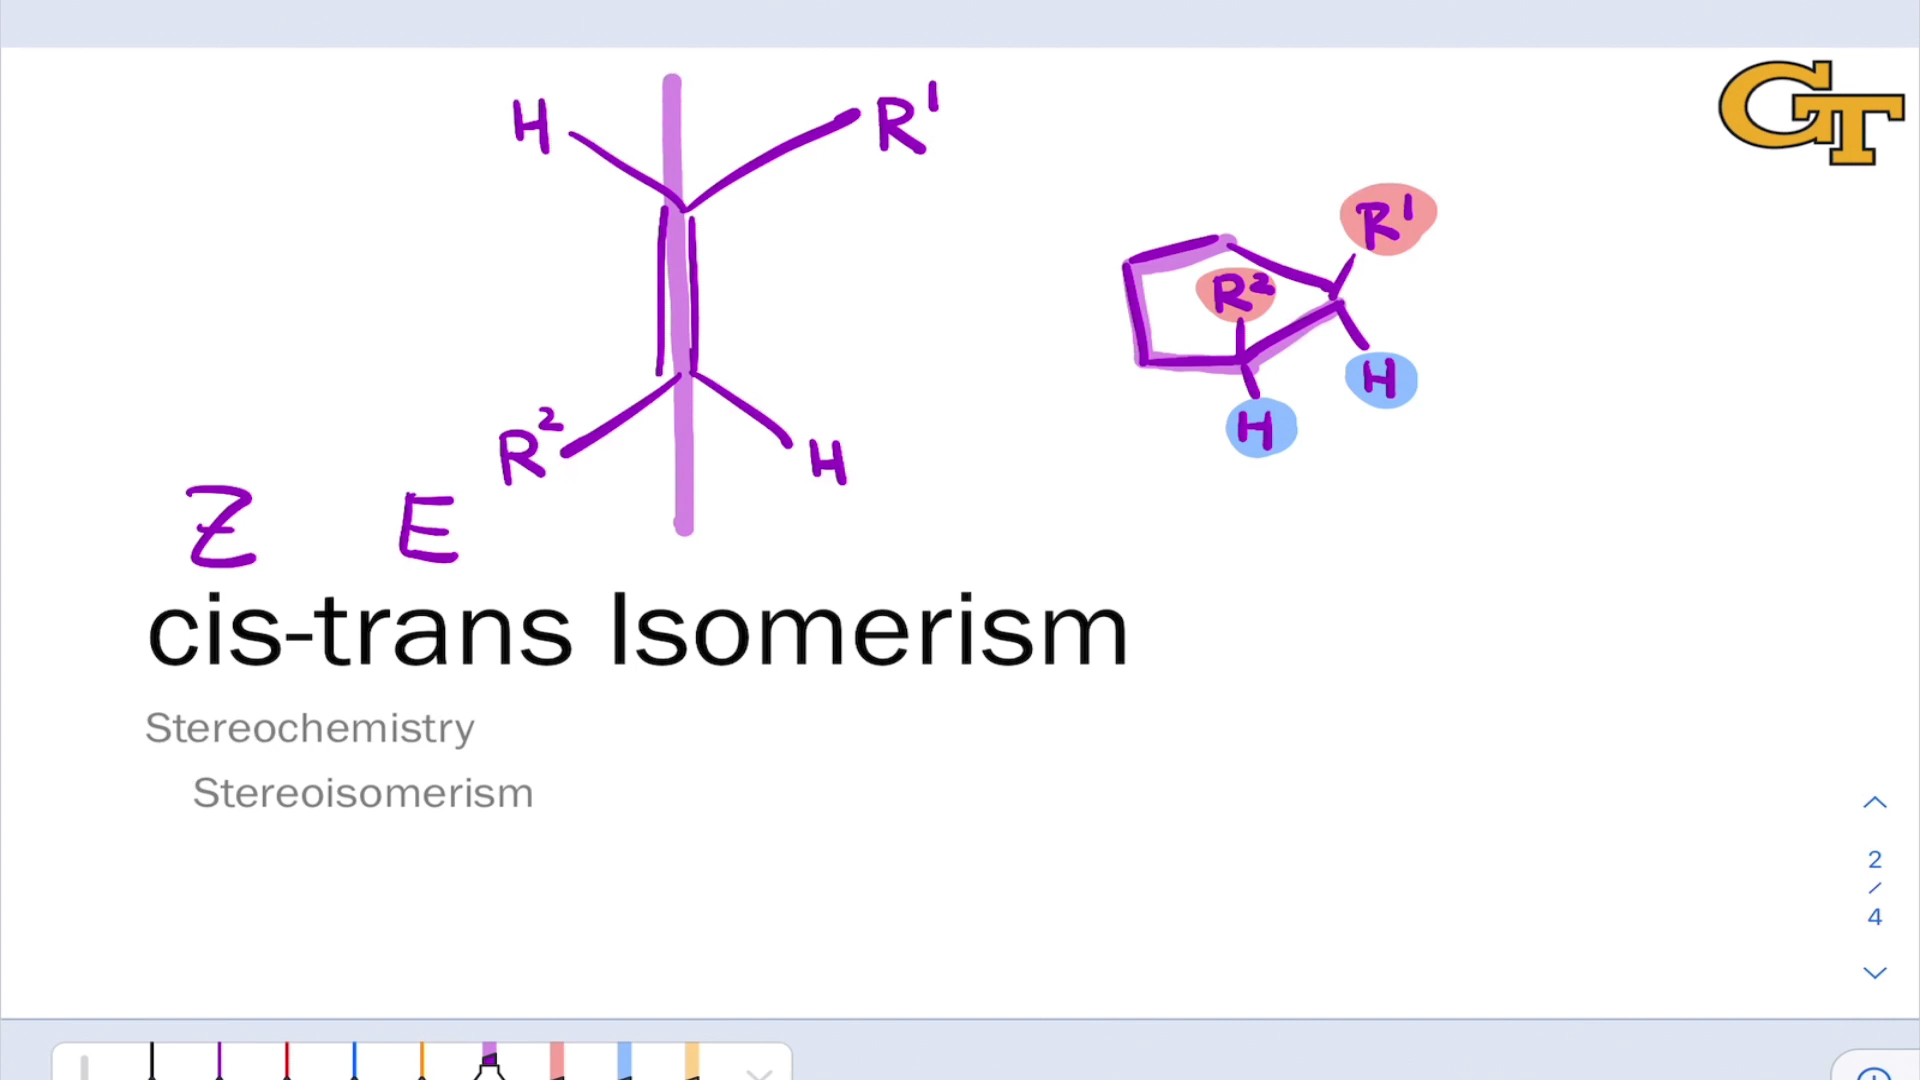 H R¹
R² H
R¹
R²
H
H
Z E
cis-trans Isomerism
Stereochemistry
Stereoisomerism
GT
2
/
4